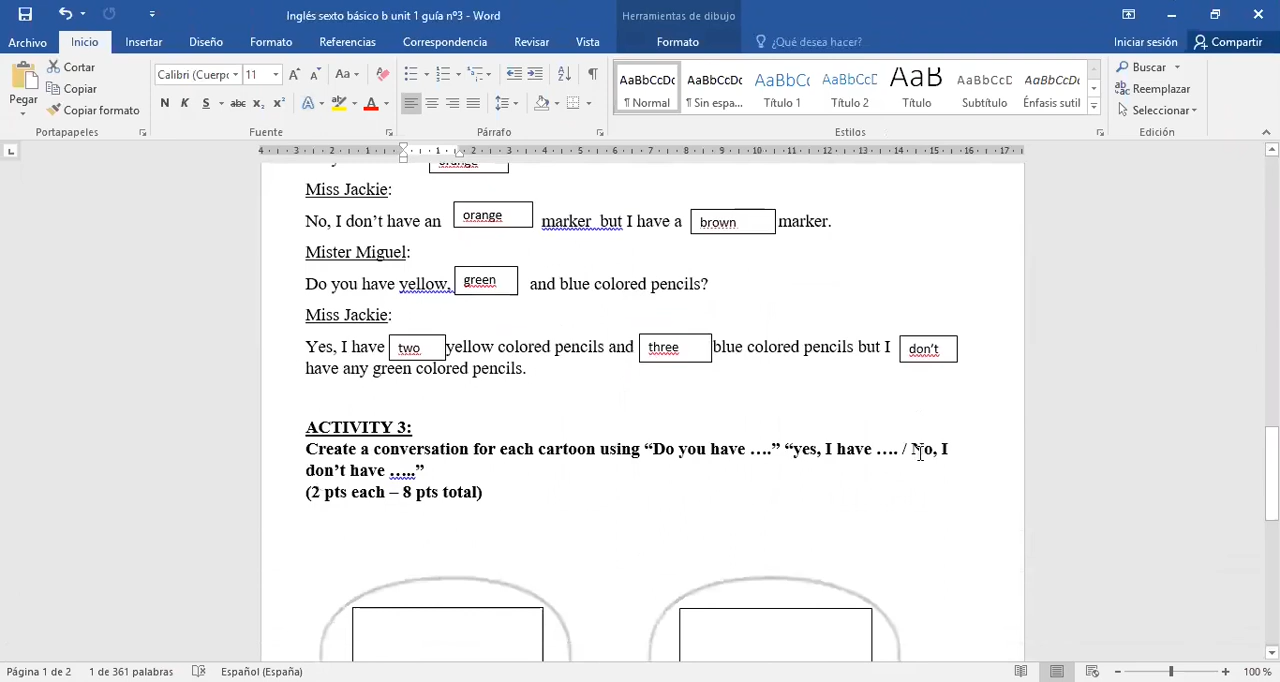 Inglés sexto básico b unit 1 guía nº3 - Word
Herramientas de dibujo
Archivo Inicio Insertar Diseño Formato Referencias Correspondencia Revisar Vista Formato ¿Qué desea hacer? Iniciar sesión Compartir
Pegar
Cortar
Copiar
Copiar formato
Portapapeles
Calibri (Cuerpo 11
Fuente
Párrafo
AaBbCcDc ¶ Normal
AaBbCcDc ¶ Sin espa...
AaBbCc Título 1
AaBbCcD Título 2
AaB Título
AaBbCcD Subtítulo
AaBbCcDc Énfasis sutil
Estilos
Buscar
Reemplazar
Seleccionar
Edición
orange
Miss Jackie:
No, I don’t have an orange marker but I have a brown marker.
Mister Miguel:
Do you have yellow, green and blue colored pencils?
Miss Jackie:
Yes, I have two yellow colored pencils and three blue colored pencils but I don’t
have any green colored pencils.
ACTIVITY 3:
Create a conversation for each cartoon using “Do you have ….” “yes, I have …. / No, I
don’t have …..”
(2 pts each – 8 pts total)
Página 1 de 2 1 de 361 palabras Español (España) 100 %